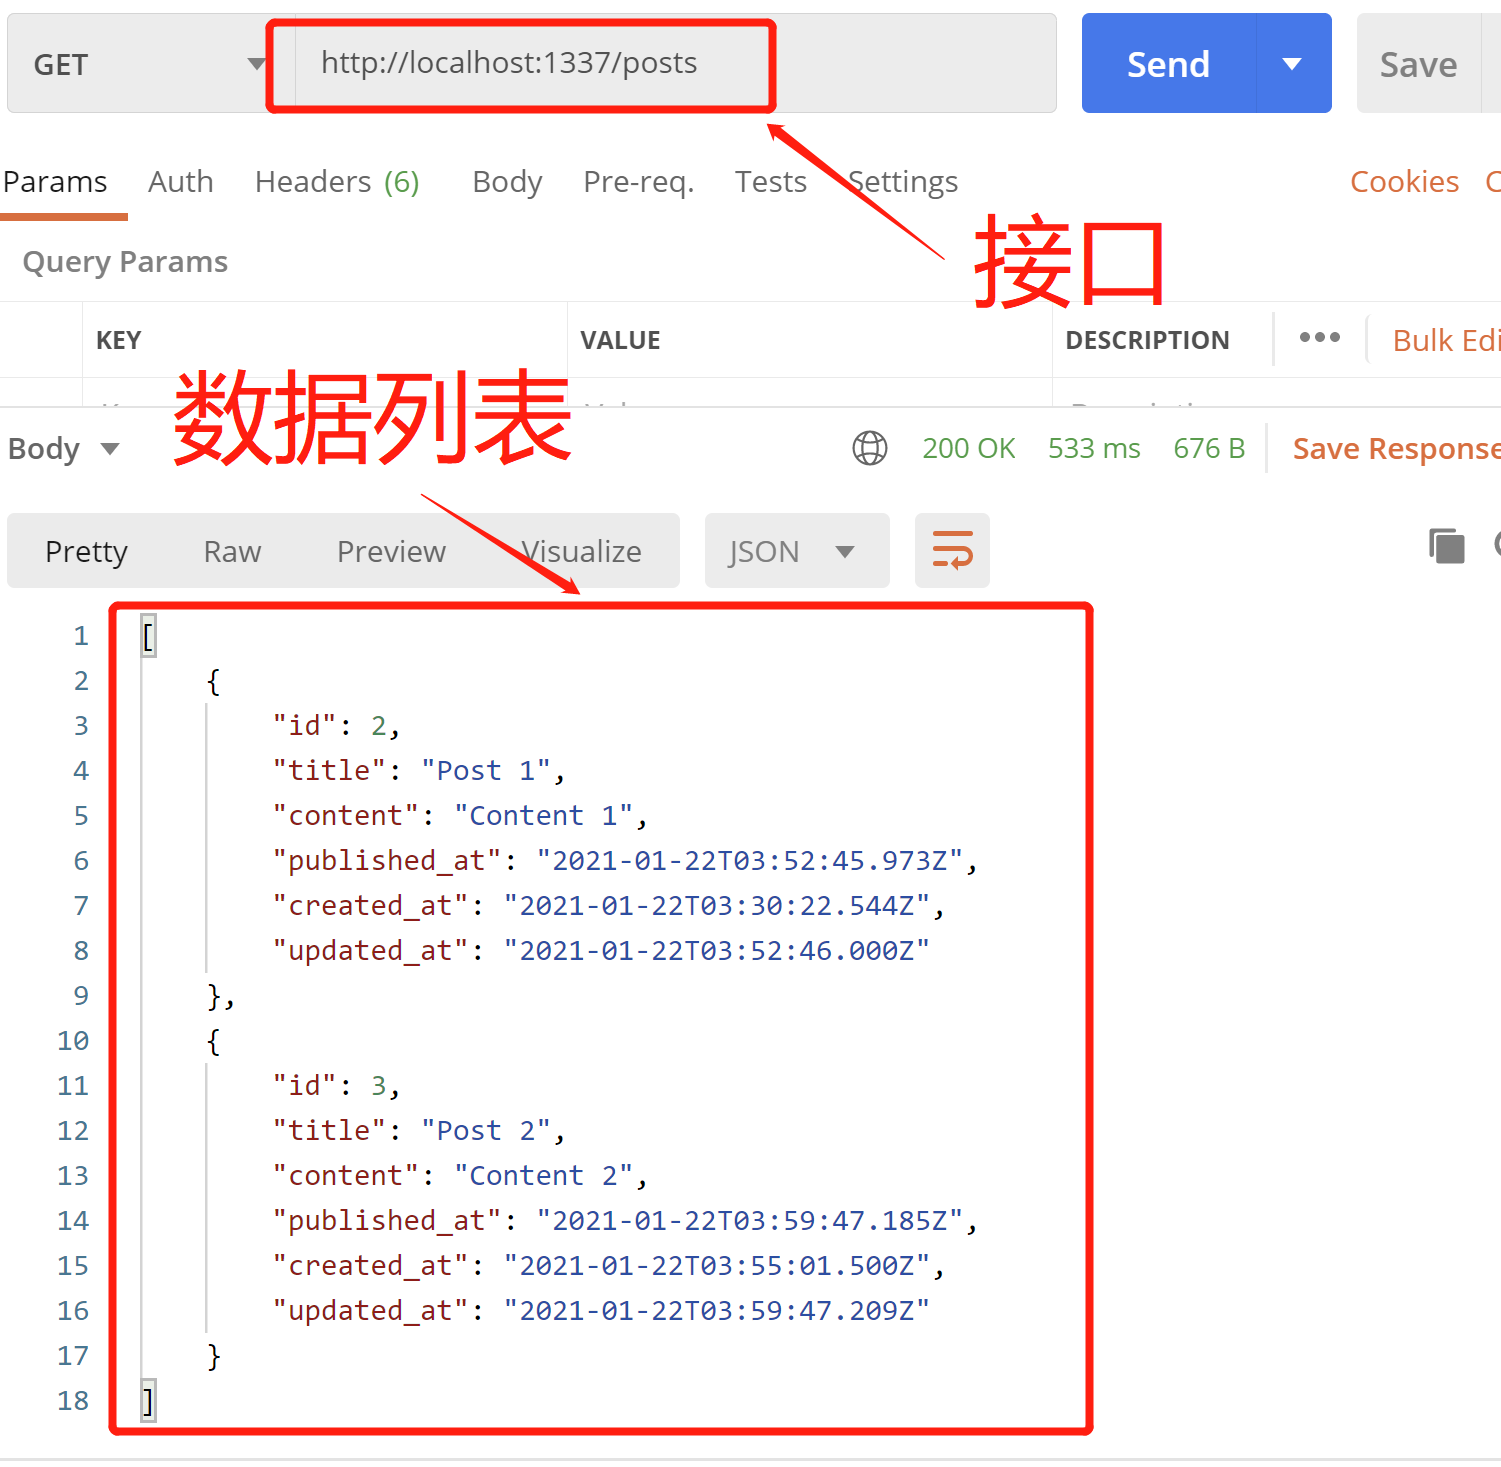 GET http://localhost:1337/posts Send Save
Params Auth Headers (6) Body Pre-req. Tests Settings Cookies
接口
Query Params
KEY VALUE DESCRIPTION ••• Bulk Edi
数据列表
Body 200 OK 533 ms 676 B Save Response
Pretty Raw Preview Visualize JSON
1 [
2 {
3 "id": 2,
4 "title": "Post 1",
5 "content": "Content 1",
6 "published_at": "2021-01-22T03:52:45.973Z",
7 "created_at": "2021-01-22T03:30:22.544Z",
8 "updated_at": "2021-01-22T03:52:46.000Z"
9 },
10 {
11 "id": 3,
12 "title": "Post 2",
13 "content": "Content 2",
14 "published_at": "2021-01-22T03:59:47.185Z",
15 "created_at": "2021-01-22T03:55:01.500Z",
16 "updated_at": "2021-01-22T03:59:47.209Z"
17 }
18 ]